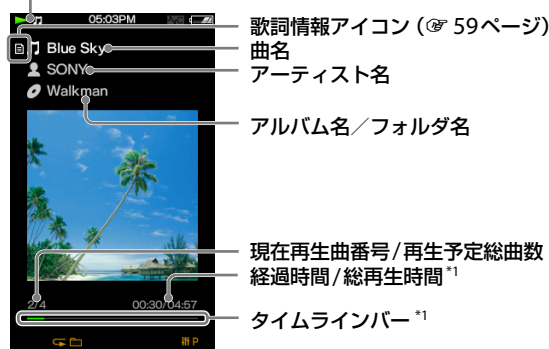 05:03PM
歌詞情報アイコン（☞ 59ページ）
Blue Sky
曲名
SONY
アーティスト名
Walkman
アルバム名／フォルダ名
現在再生曲番号/再生予定総曲数
経過時間/総再生時間*1
2/4 00:30/04:57
タイムラインバー*1
P